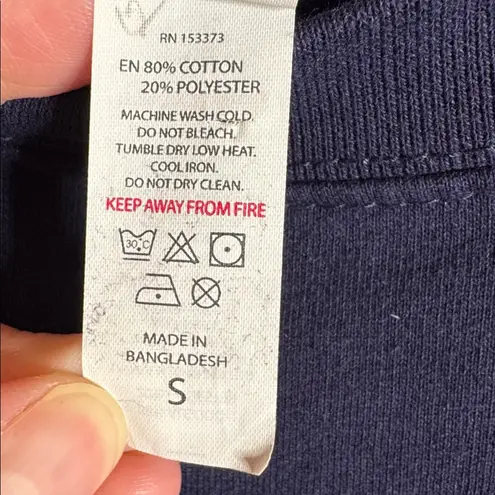 RN 153373
EN 80% COTTON
20% POLYESTER
MACHINE WASH COLD.
DO NOT BLEACH.
TUMBLE DRY LOW HEAT.
COOL IRON.
DO NOT DRY CLEAN.
KEEP AWAY FROM FIRE
30°C
MADE IN
BANGLADESH
S